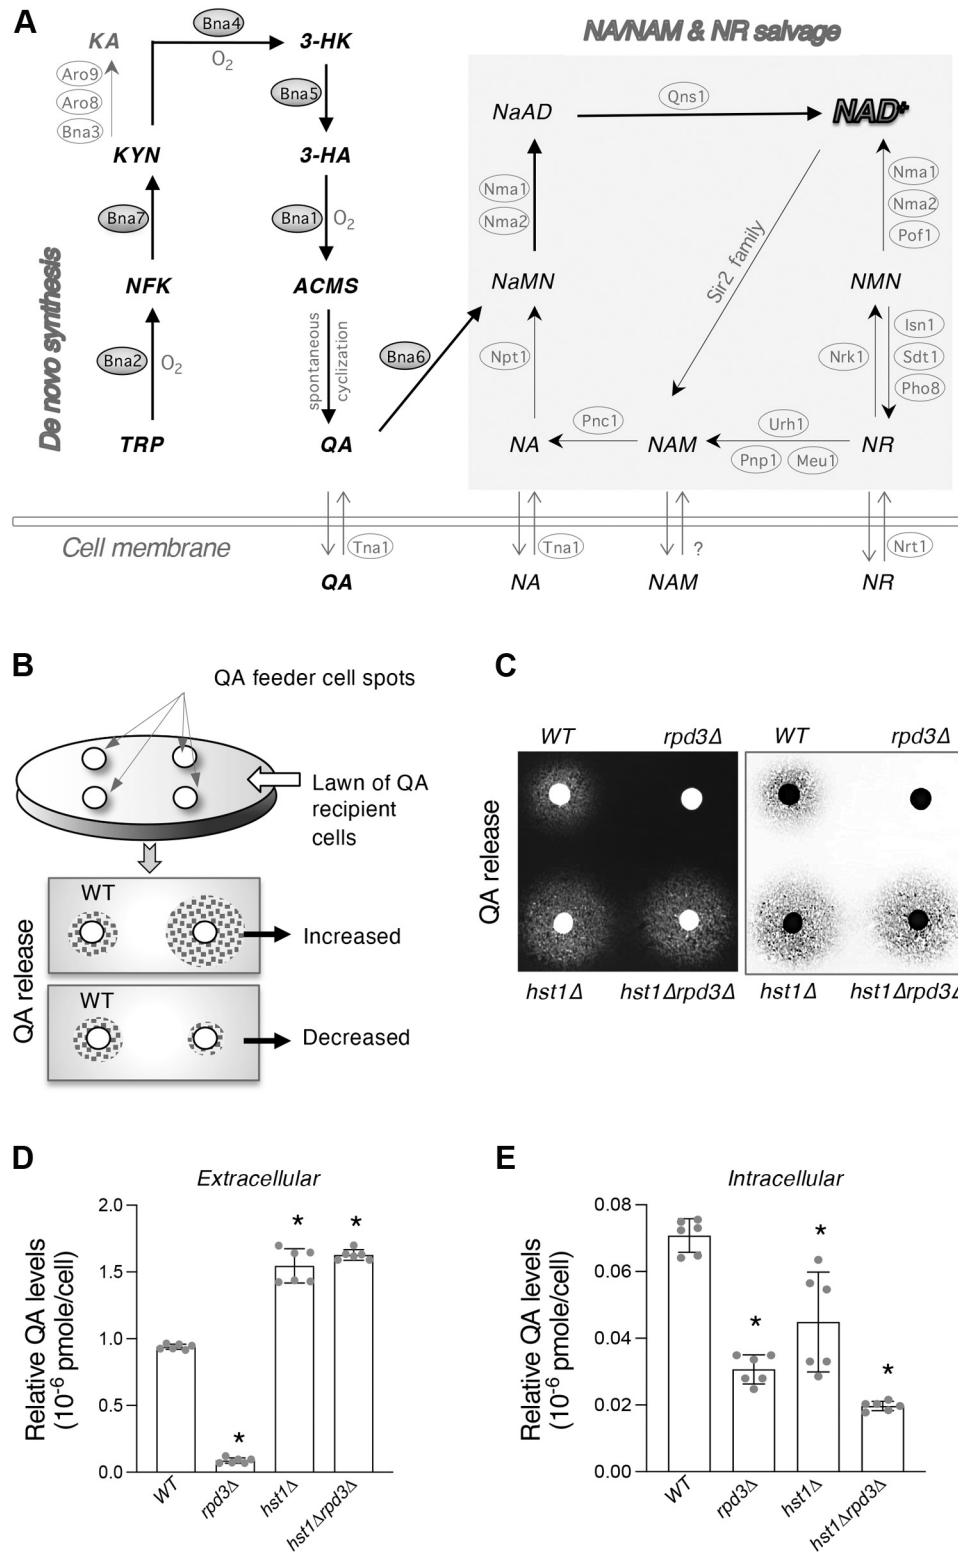 A
KA
Aro9
Aro8
Bna3
Bna4
O2
3-HK
Bna5
KYN
3-HA
Bna7
Bna1
O2
NFK
ACMS
Bna2
O2
spontaneous
cyclization
Bna6
TRP
QA
De novo synthesis
NA/NAM & NR salvage
NaAD
Qns1
NAD+
Nma1
Nma2
Nma1
Nma2
Pof1
Sir2 family
NaMN
NMN
Npt1
Nrk1
Isn1
Sdt1
Pho8
NA
Pnc1
NAM
Urh1
Pnp1
Meu1
NR
Cell membrane
Tna1
Tna1
?
Nrt1
QA
NA
NAM
NR
B
QA feeder cell spots
Lawn of QA
recipient
cells
QA release
WT
Increased
WT
Decreased
C
QA release
WT
rpd3Δ
WT
rpd3Δ
hst1Δ
hst1Δrpd3Δ
hst1Δ
hst1Δrpd3Δ
D
Extracellular
Relative QA levels
(10-6 pmole/cell)
2.0
1.5
1.0
0.5
0.0
*
*
*
WT
rpd3Δ
hst1Δ
hst1Δrpd3Δ
E
Intracellular
Relative QA levels
(10-6 pmole/cell)
0.08
0.06
0.04
0.02
0.00
*
*
*
WT
rpd3Δ
hst1Δ
hst1Δrpd3Δ